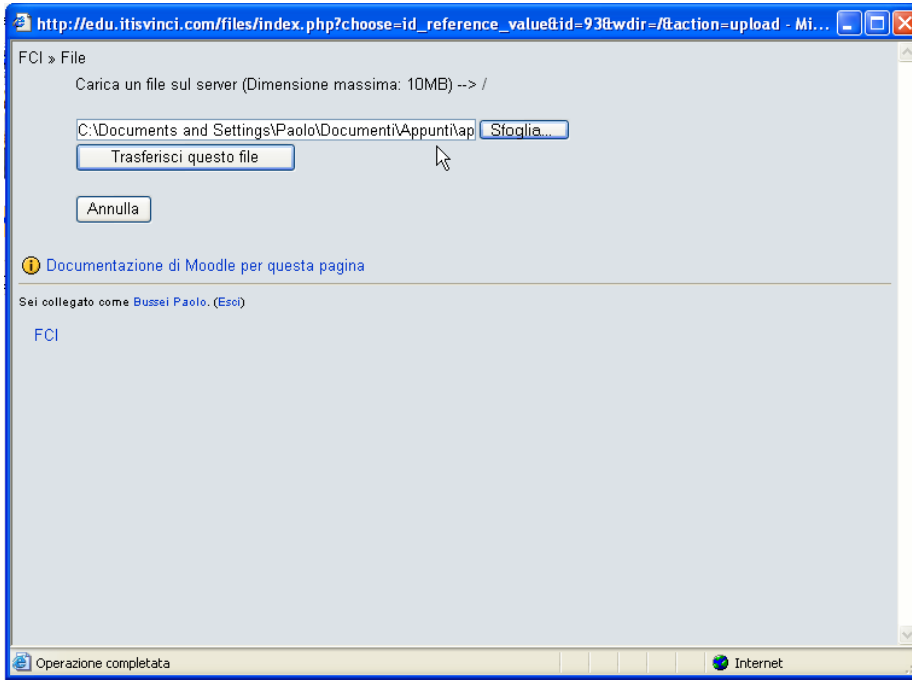 http://edu.itisvinci.com/files/index.php?choose=id_reference_value&id=93&wdir=/&action=upload - Mi...
FCI » File
Carica un file sul server (Dimensione massima: 10MB) --> /
C:\Documents and Settings\Paolo\Documenti\Appunti\ap Sfoglia...
Trasferisci questo file
Annulla
Documentazione di Moodle per questa pagina
Sei collegato come Bussei Paolo. (Esci)
FCI
Operazione completata Internet